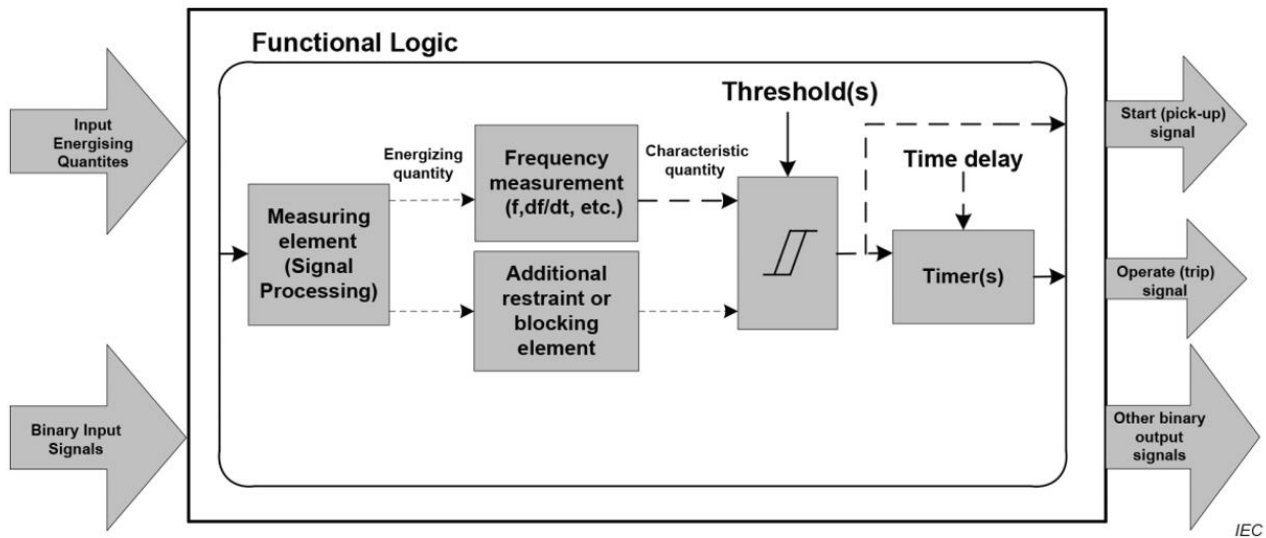 Functional Logic
Input
Energising
Quantites
Binary Input
Signals
Measuring
element
(Signal
Processing)
Energizing
quantity
Frequency
measurement
(f,df/dt, etc.)
Additional
restraint or
blocking
element
Characteristic
quantity
Threshold(s)
Time delay
Timer(s)
Start (pick-up)
signal
Operate (trip)
signal
Other binary
output
signals
IEC